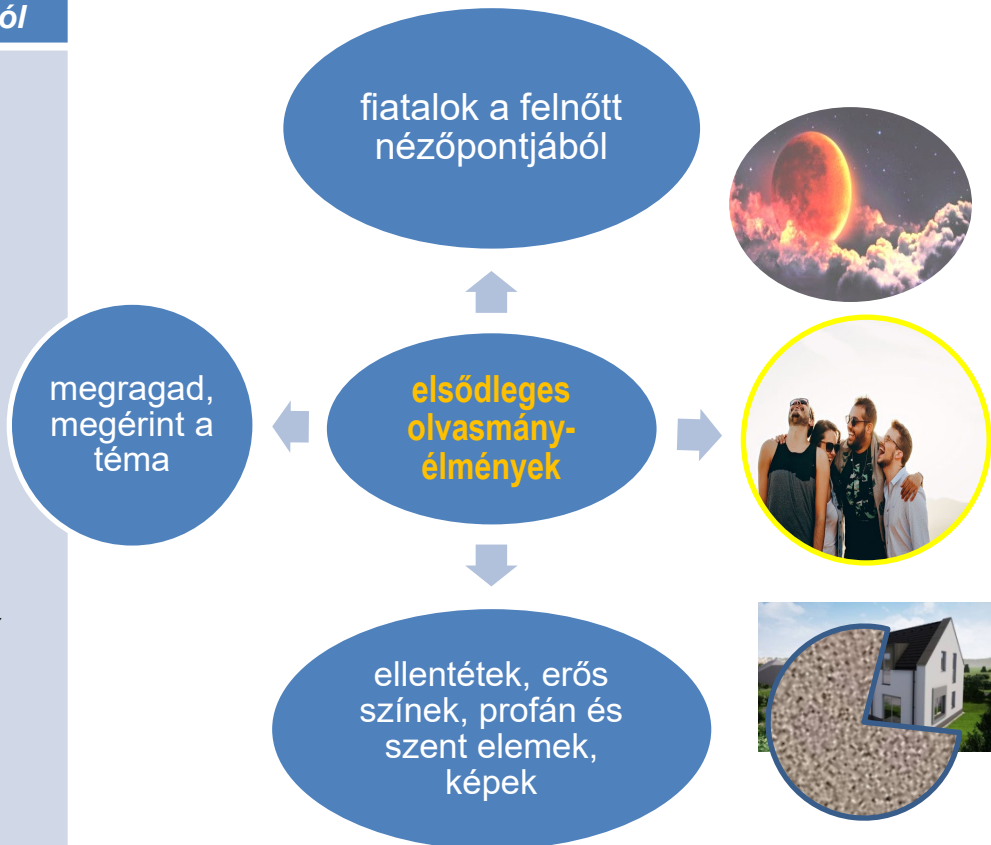 ól
fiatalok a felnőtt
nézőpontjából
megragad,
megérint a
téma
elsődleges
olvasmány-
élmények
ellentétek, erős
színek, profán és
szent elemek,
képek